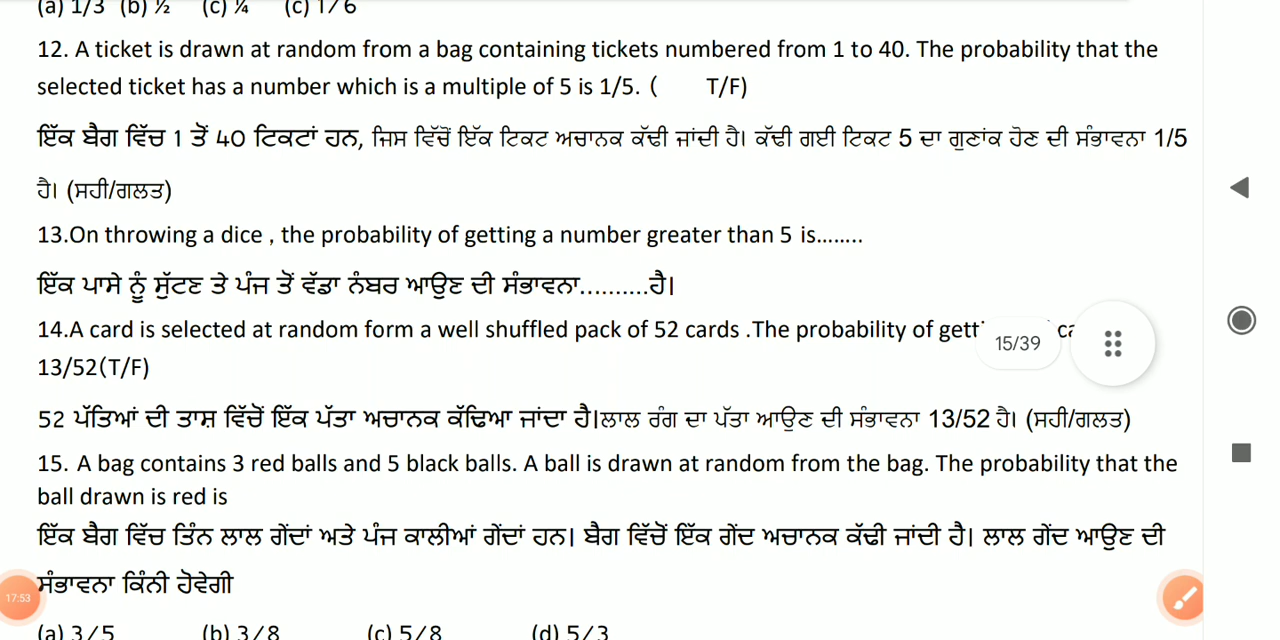 (a) 1/3 (b) ½ (c) ¼ (c) 1/6
12. A ticket is drawn at random from a bag containing tickets numbered from 1 to 40. The probability that the
selected ticket has a number which is a multiple of 5 is 1/5. ( T/F)
ਇੱਕ ਬੈਗ ਵਿੱਚ 1 ਤੋਂ 40 ਟਿਕਟਾਂ ਹਨ, ਜਿਸ ਵਿੱਚੋਂ ਇੱਕ ਟਿਕਟ ਅਚਾਨਕ ਕੱਢੀ ਜਾਂਦੀ ਹੈ। ਕੱਢੀ ਗਈ ਟਿਕਟ 5 ਦਾ ਗੁਣਾਂਕ ਹੋਣ ਦੀ ਸੰਭਾਵਨਾ 1/5
ਹੈ। (ਸਹੀ/ਗਲਤ)
13.On throwing a dice , the probability of getting a number greater than 5 is........
ਇੱਕ ਪਾਸੇ ਨੂੰ ਸੁੱਟਣ ਤੇ ਪੰਜ ਤੋਂ ਵੱਡਾ ਨੰਬਰ ਆਉਣ ਦੀ ਸੰਭਾਵਨਾ..........ਹੈ।
14.A card is selected at random form a well shuffled pack of 52 cards .The probability of
15/39
13/52(T/F)
52 ਪੱਤਿਆਂ ਦੀ ਤਾਸ਼ ਵਿੱਚੋਂ ਇੱਕ ਪੱਤਾ ਅਚਾਨਕ ਕੱਢਿਆ ਜਾਂਦਾ ਹੈ।ਲਾਲ ਰੰਗ ਦਾ ਪੱਤਾ ਆਉਣ ਦੀ ਸੰਭਾਵਨਾ 13/52 ਹੈ। (ਸਹੀ/ਗਲਤ)
15. A bag contains 3 red balls and 5 black balls. A ball is drawn at random from the bag. The probability that the
ball drawn is red is
ਇੱਕ ਬੈਗ ਵਿੱਚ ਤਿੰਨ ਲਾਲ ਗੇਂਦਾਂ ਅਤੇ ਪੰਜ ਕਾਲੀਆਂ ਗੇਂਦਾਂ ਹਨ। ਬੈਗ ਵਿੱਚੋਂ ਇੱਕ ਗੇਂਦ ਅਚਾਨਕ ਕੱਢੀ ਜਾਂਦੀ ਹੈ। ਲਾਲ ਗੇਂਦ ਆਉਣ ਦੀ
ਸੰਭਾਵਨਾ ਕਿੰਨੀ ਹੋਵੇਗੀ
17:53
(a) 3/5 (b) 3/8 (c) 5/8 (d) 5/3